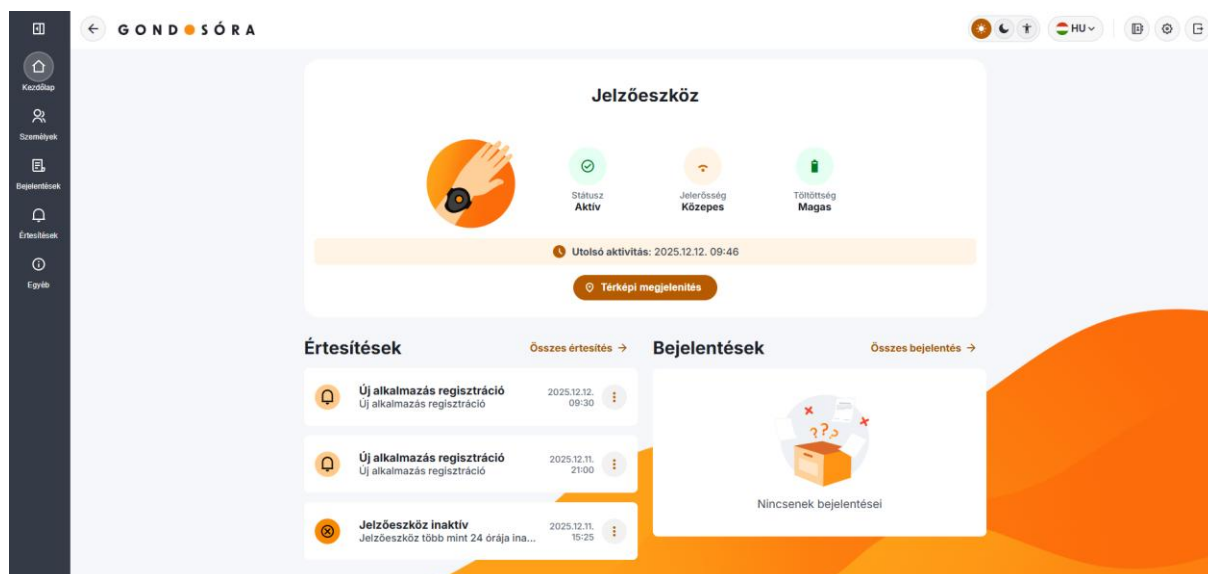 GONDOSÓRA
HU
Kezdőlap
Személyek
Bejelentések
Értesítések
Egyéb
Jelzőeszköz
Státusz
Aktív
Jelerősség
Közepes
Töltöttség
Magas
Utolsó aktivitás: 2025.12.12. 09:46
Térképi megjelenítés
Értesítések
Összes értesítés →
Új alkalmazás regisztráció
Új alkalmazás regisztráció
2025.12.12.
09:30
Új alkalmazás regisztráció
Új alkalmazás regisztráció
2025.12.11.
21:00
Jelzőeszköz inaktív
Jelzőeszköz több mint 24 órája ina...
2025.12.11.
15:25
Bejelentések
Összes bejelentés →
???
Nincsenek bejelentései